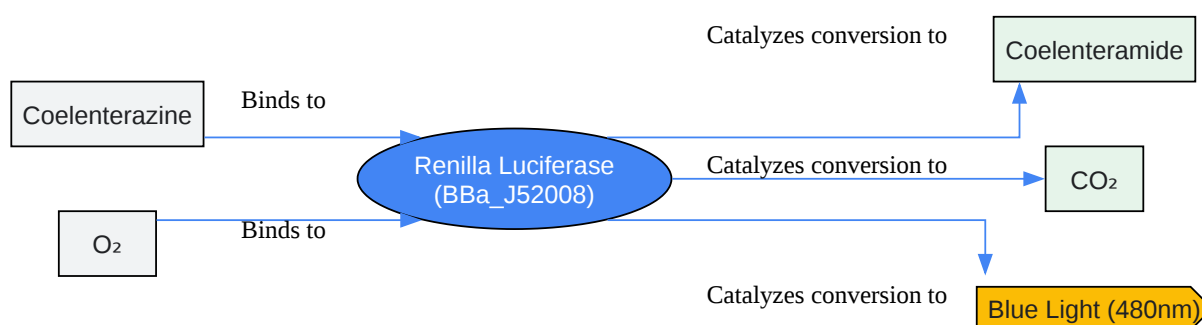 Catalyzes conversion to
Coelenteramide
Coelenterazine
Binds to
Renilla Luciferase
(BBa_J52008)
Catalyzes conversion to
CO₂
O₂
Binds to
Catalyzes conversion to
Blue Light (480nm)